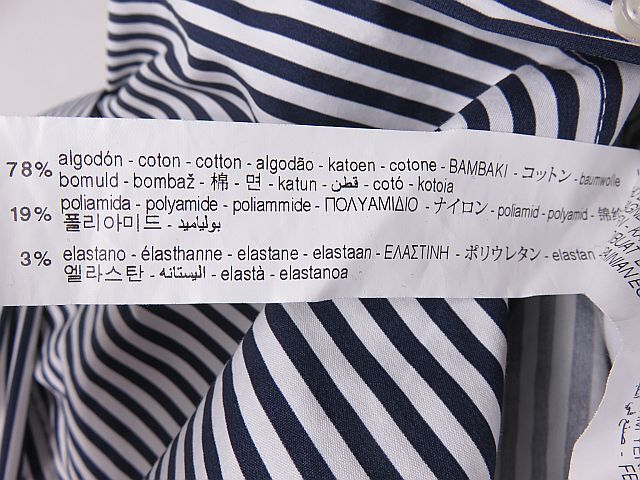 78% algodón - coton - cotton - algodão - katoen - cotone - BAMBAKI - コットン - baumwolle
bomuld - bombaž - 棉 - 면 - katun - قطن - cotó - kotoia
19% poliamida - polyamide - poliammide - ΠΟΛΥΑΜΙΔΙΟ - ナイロン - poliamid - polyamid - 锦纶
폴리아미드 - بولياميد
3% elastano - élasthanne - elastane - elastaan - ΕΛΑΣΤΙΝΗ - ポリウレタン - elastan -
엘라스탄 - اليستانه - elastà - elastanoa